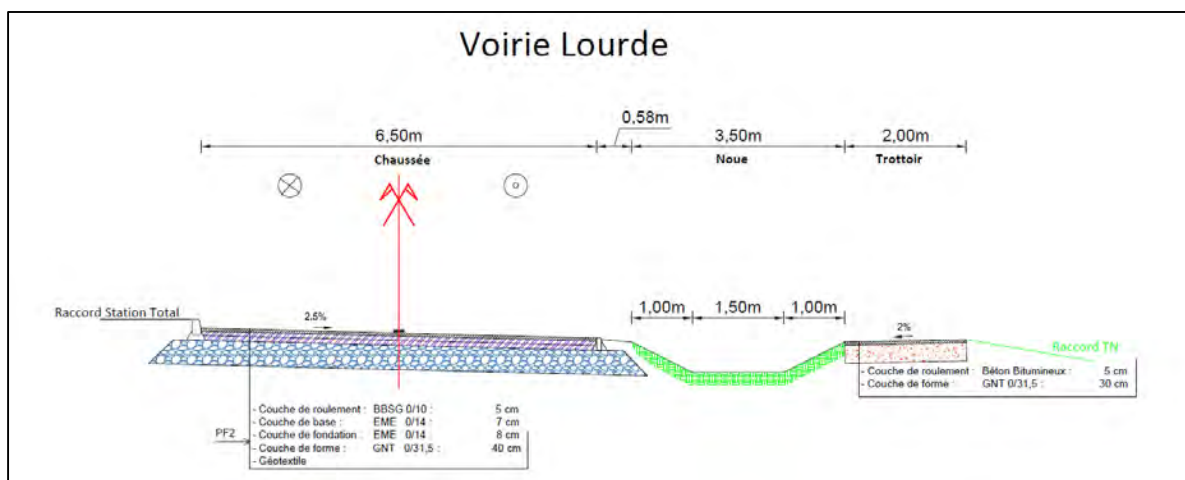 Voirie Lourde
0,58m
6,50m
3,50m
2,00m
Chaussée
Noue
Trottoir
1,00m
1,50m
1,00m
Raccord Station Total
2.5%
2%
Raccord TN
- Couche de roulement : Béton Bitumineux : 5 cm
- Couche de forme : GNT 0/31,5 : 30 cm
PF2
- Couche de roulement : BBSG 0/10 : 5 cm
- Couche de base : EME 0/14 : 7 cm
- Couche de fondation : EME 0/14 : 8 cm
- Couche de forme : GNT 0/31,5 : 40 cm
- Géotextile